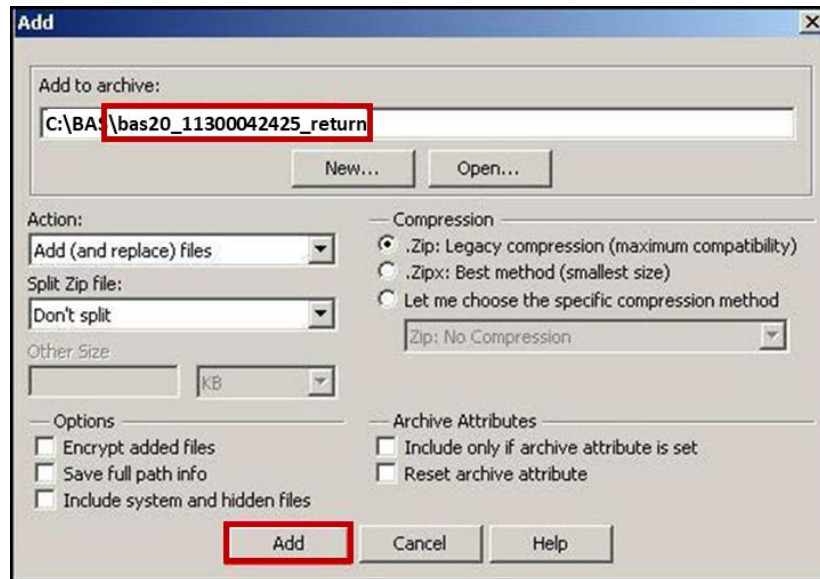 Add
Add to archive:
C:\BAS\bas20_11300042425_return
New... Open...
Action:
Add (and replace) files
Split Zip file:
Don't split
Other Size
KB
Compression
.Zip: Legacy compression (maximum compatibility)
.Zipx: Best method (smallest size)
Let me choose the specific compression method
Zip: No Compression
Options
Encrypt added files
Save full path info
Include system and hidden files
Archive Attributes
Include only if archive attribute is set
Reset archive attribute
Add Cancel Help